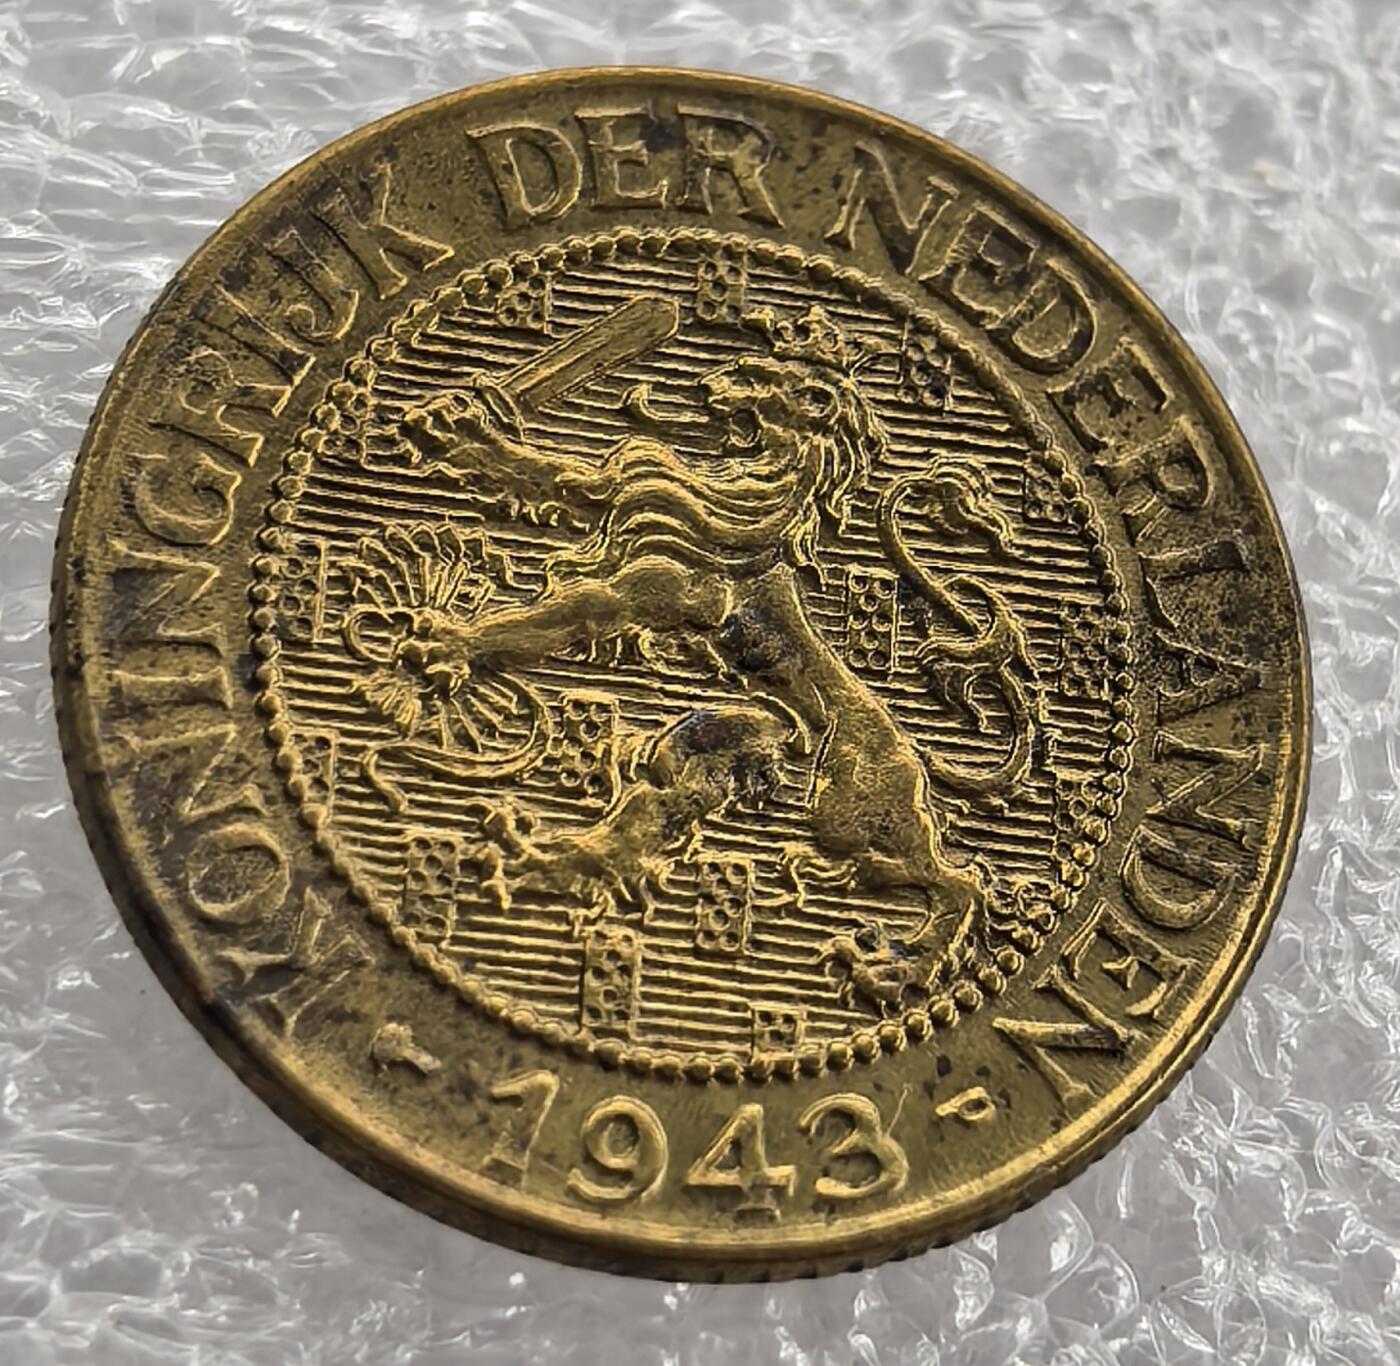 KONINGRIJK DER NEDERLANDEN
1943 P